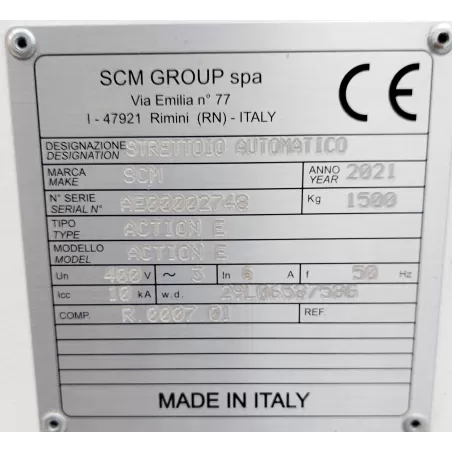 SCM GROUP spa
Via Emilia n° 77
I - 47921 Rimini (RN) - ITALY
CE
DESIGNAZIONE
DESIGNATION STRETTOIO AUTOMATICO
MARCA
MAKE SCM ANNO
YEAR 2021
N° SERIE
SERIAL N° AE00002748 Kg 1500
TIPO
TYPE ACTION E
MODELLO
MODEL ACTION E
Un 400 V ~ 3 In A f 50 Hz
Icc 10 kA w.d.
COMP. R.0007 01 REF.
MADE IN ITALY